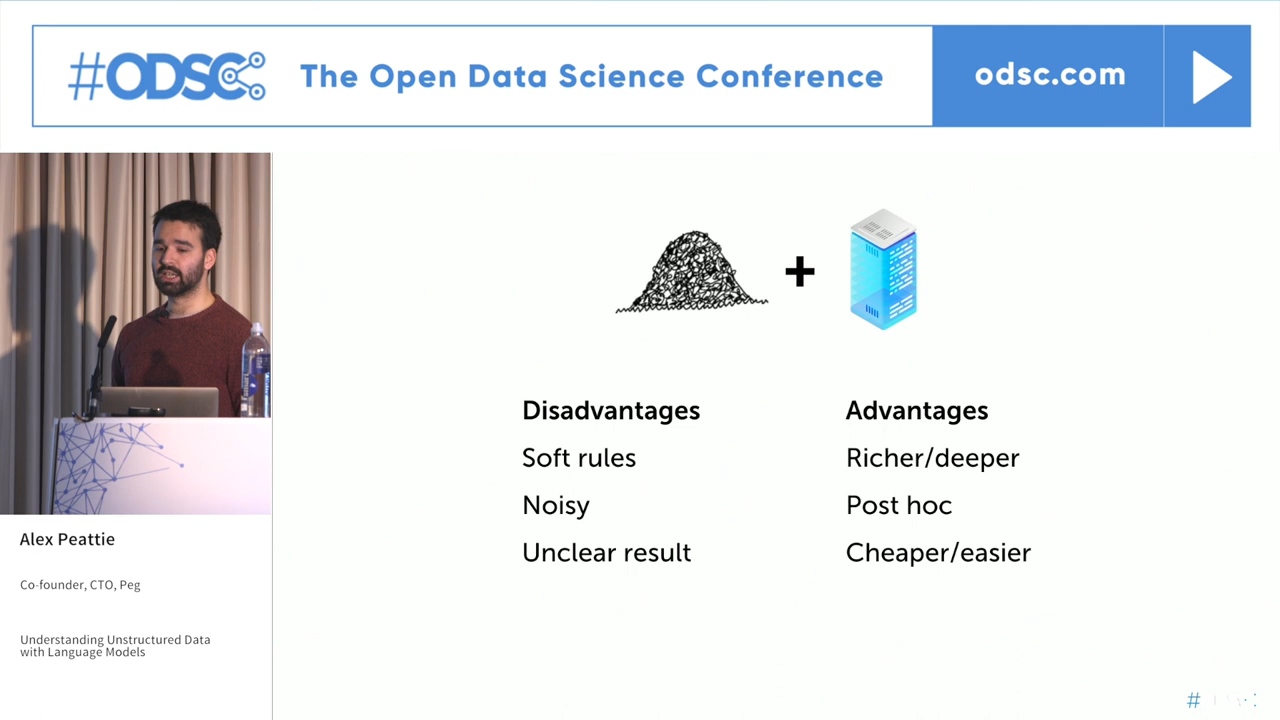 #ODSC
The Open Data Science Conference
odsc.com
+
Disadvantages
Advantages
Soft rules
Richer/deeper
Noisy
Post hoc
Unclear result
Cheaper/easier
Alex Peattie
Co-founder, CTO, Peg
Understanding Unstructured Data
with Language Models
#